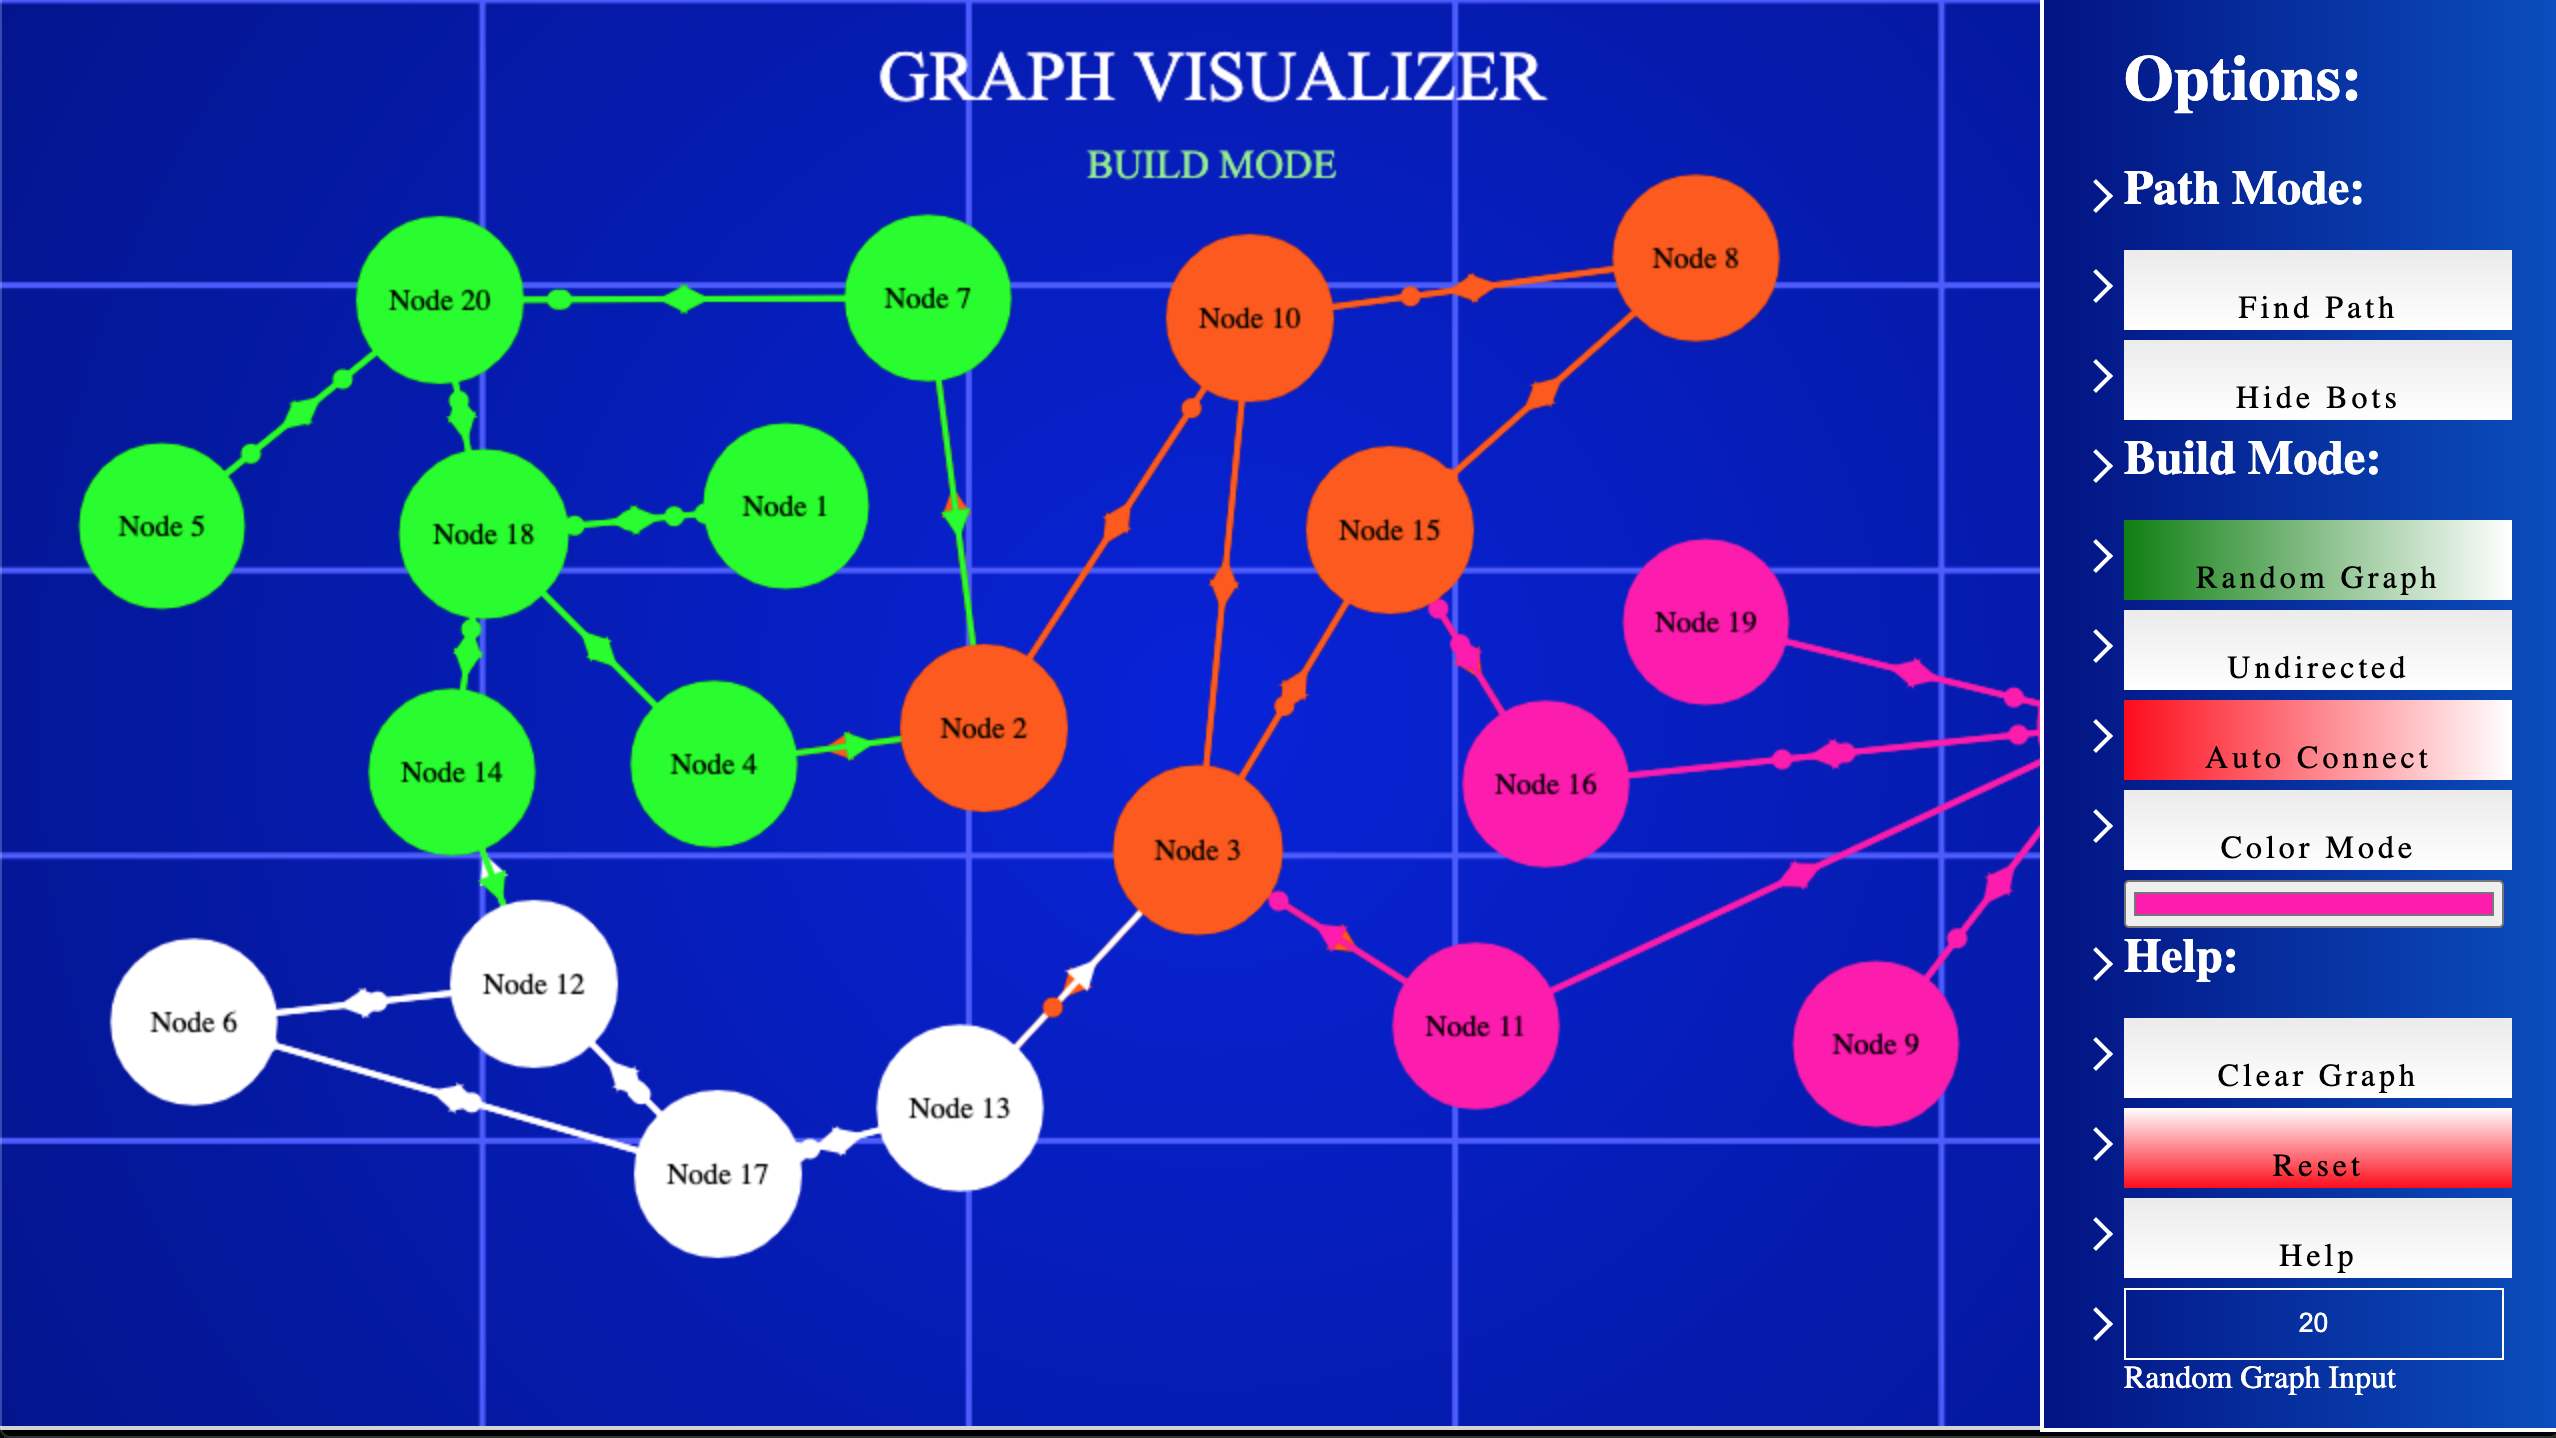 GRAPH VISUALIZER
BUILD MODE
Node 20
Node 7
Node 10
Node 8
Node 5
Node 18
Node 1
Node 15
Node 19
Node 14
Node 4
Node 2
Node 16
Node 3
Node 6
Node 12
Node 11
Node 9
Node 17
Node 13
Options:
Path Mode:
Find Path
Hide Bots
Build Mode:
Random Graph
Undirected
Auto Connect
Color Mode
Help:
Clear Graph
Reset
Help
20
Random Graph Input